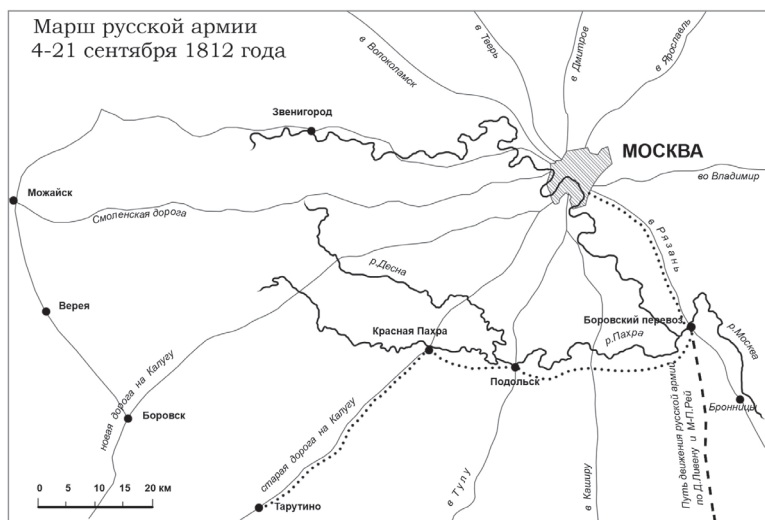 Марш русской армии
4-21 сентября 1812 года
в Волоколамск
в Тверь
в Дмитров
в Ярославль
Звенигород
МОСКВА
во Владимир
Можайск
Смоленская дорога
в Рязань
р.Десна
Верея
Красная Пахра
Боровский перевоз
р.Пахра
р.Москва
Подольск
новая дорога на Калугу
Боровск
старая дорога на Калугу
Бронницы
Путь движения русской армии
по Д.Ливену и М-П.Рей
в Тулу
в Каширу
0 5 10 15 20 км
Тарутино